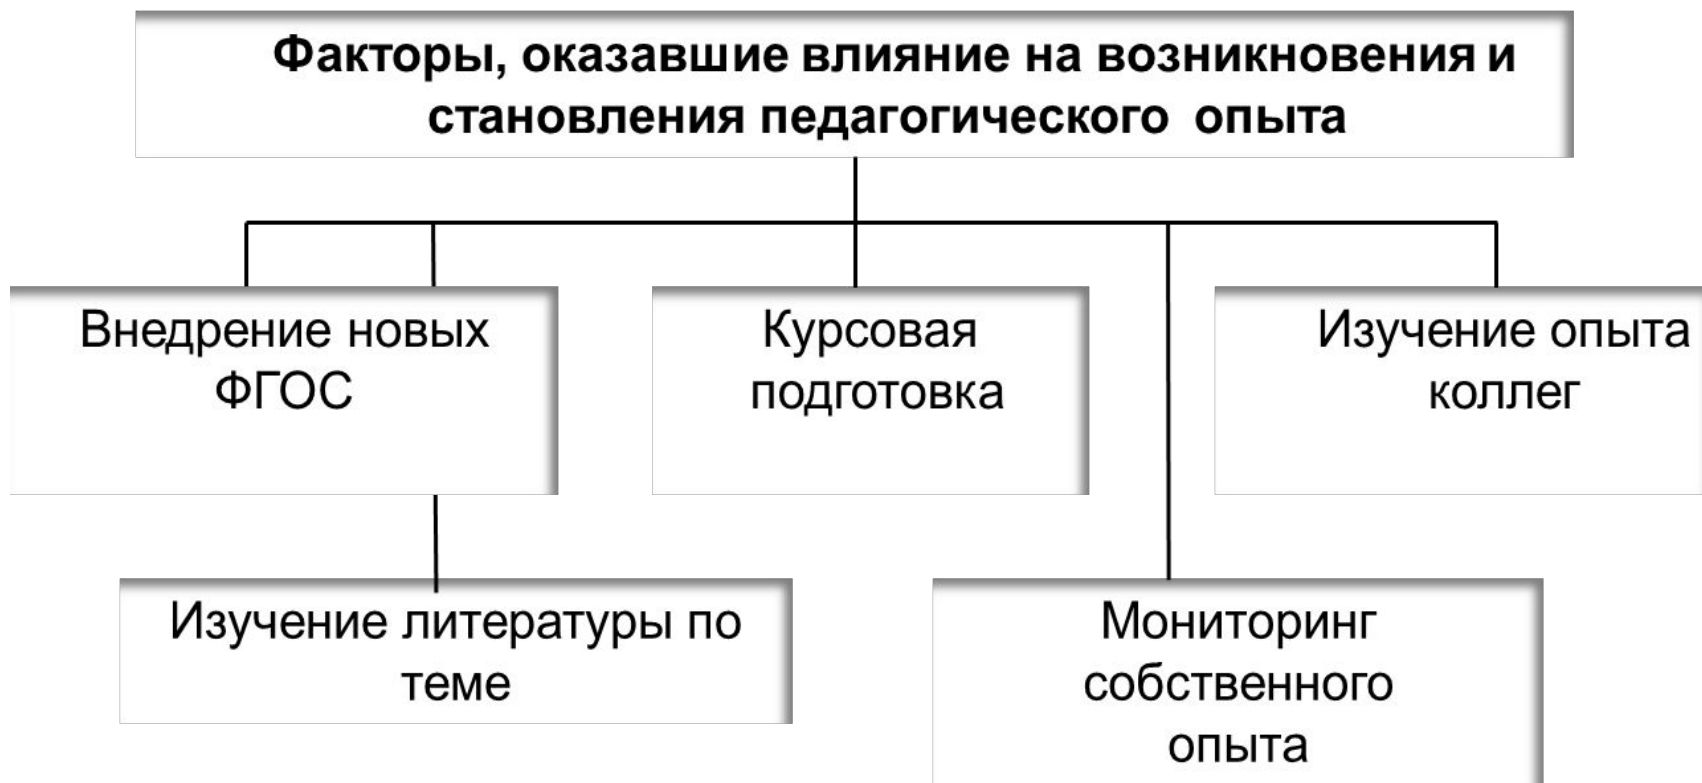 Факторы, оказавшие влияние на возникновения и
становления педагогического опыта
Внедрение новых
ФГОС
Курсовая
подготовка
Изучение опыта
коллег
Изучение литературы по
теме
Мониторинг
собственного
опыта